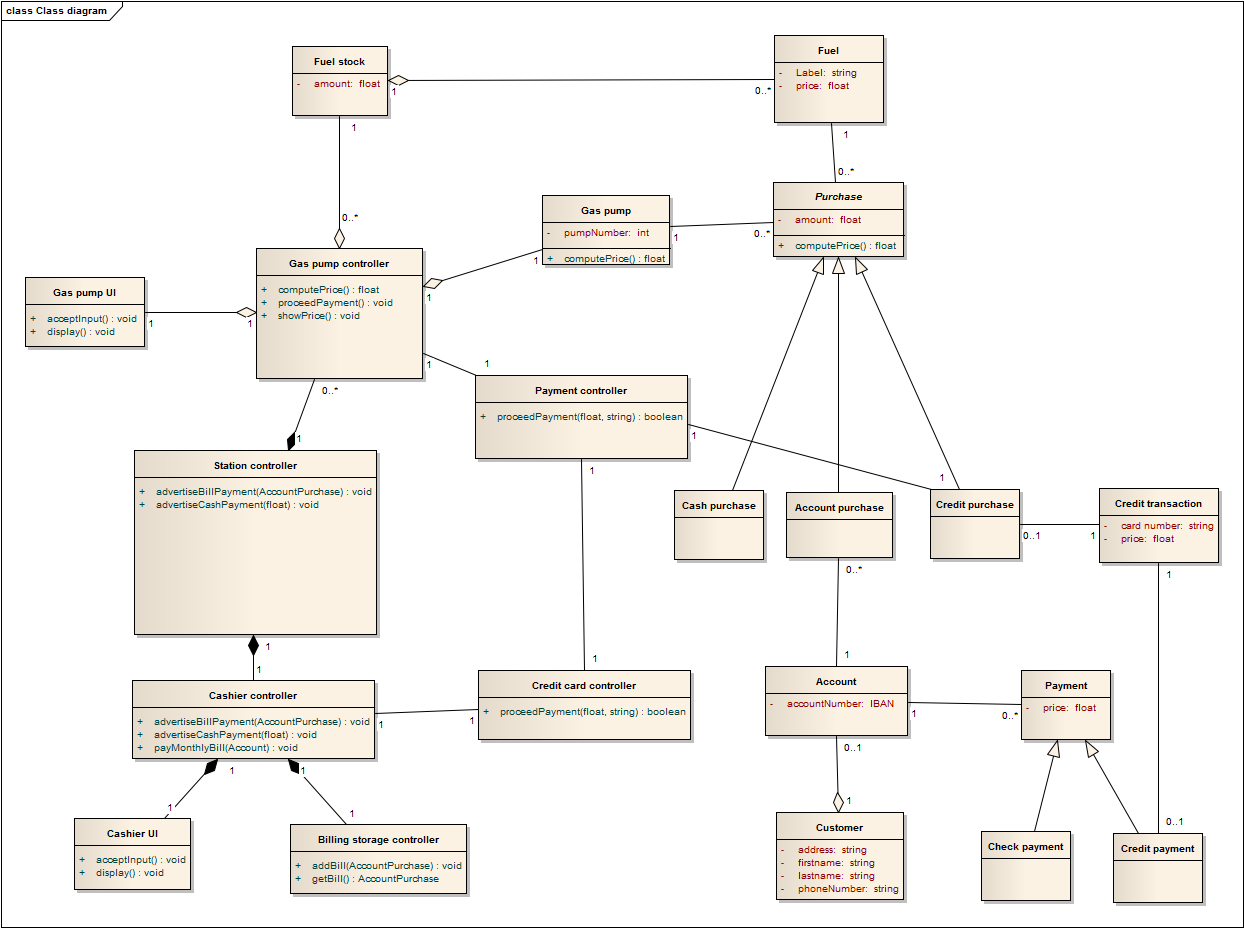 class Class diagram
Fuel stock
- amount: float
1
1
0..*
Fuel
- Label: string
- price: float
1
0..*
Purchase
- amount: float
+ computePrice() : float
Gas pump
- pumpNumber: int
+ computePrice() : float
1
0..*
1
1
0..*
Gas pump controller
+ computePrice() : float
+ proceedPayment() : void
+ showPrice() : void
Gas pump UI
+ acceptInput() : void
+ display() : void
1
1
1
1
0..*
1
Payment controller
+ proceedPayment(float, string) : boolean
1
1
1
Station controller
+ advertiseBillPayment(AccountPurchase) : void
+ advertiseCashPayment(float) : void
Cash purchase
Account purchase
Credit purchase
Credit transaction
- card number: string
- price: float
0..1
1
0..*
1
1
1
1
1
Cashier controller
+ advertiseBillPayment(AccountPurchase) : void
+ advertiseCashPayment(float) : void
+ payMonthlyBill(Account) : void
1
1
Credit card controller
+ proceedPayment(float, string) : boolean
Account
- accountNumber: IBAN
1
0..*
Payment
- price: float
0..1
1
1
1
1
1
0..1
Cashier UI
+ acceptInput() : void
+ display() : void
Billing storage controller
+ addBill(AccountPurchase) : void
+ getBill() : AccountPurchase
Customer
- address: string
- firstname: string
- lastname: string
- phoneNumber: string
Check payment
Credit payment